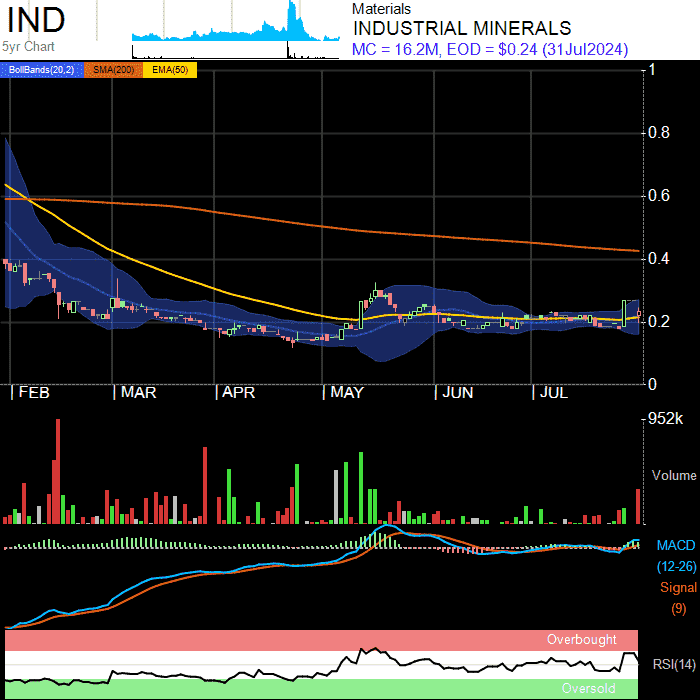 IND
5yr Chart
Materials
INDUSTRIAL MINERALS
MC = 16.2M, EOD = $0.24 (31Jul2024)
BollBands(20,2) SMA(200) EMA(50)
1
0.8
0.6
0.4
0.2
0
FEB MAR APR MAY JUN JUL
952k
Volume
MACD
(12-26)
Signal
(9)
Overbought
RSI(14)
Oversold